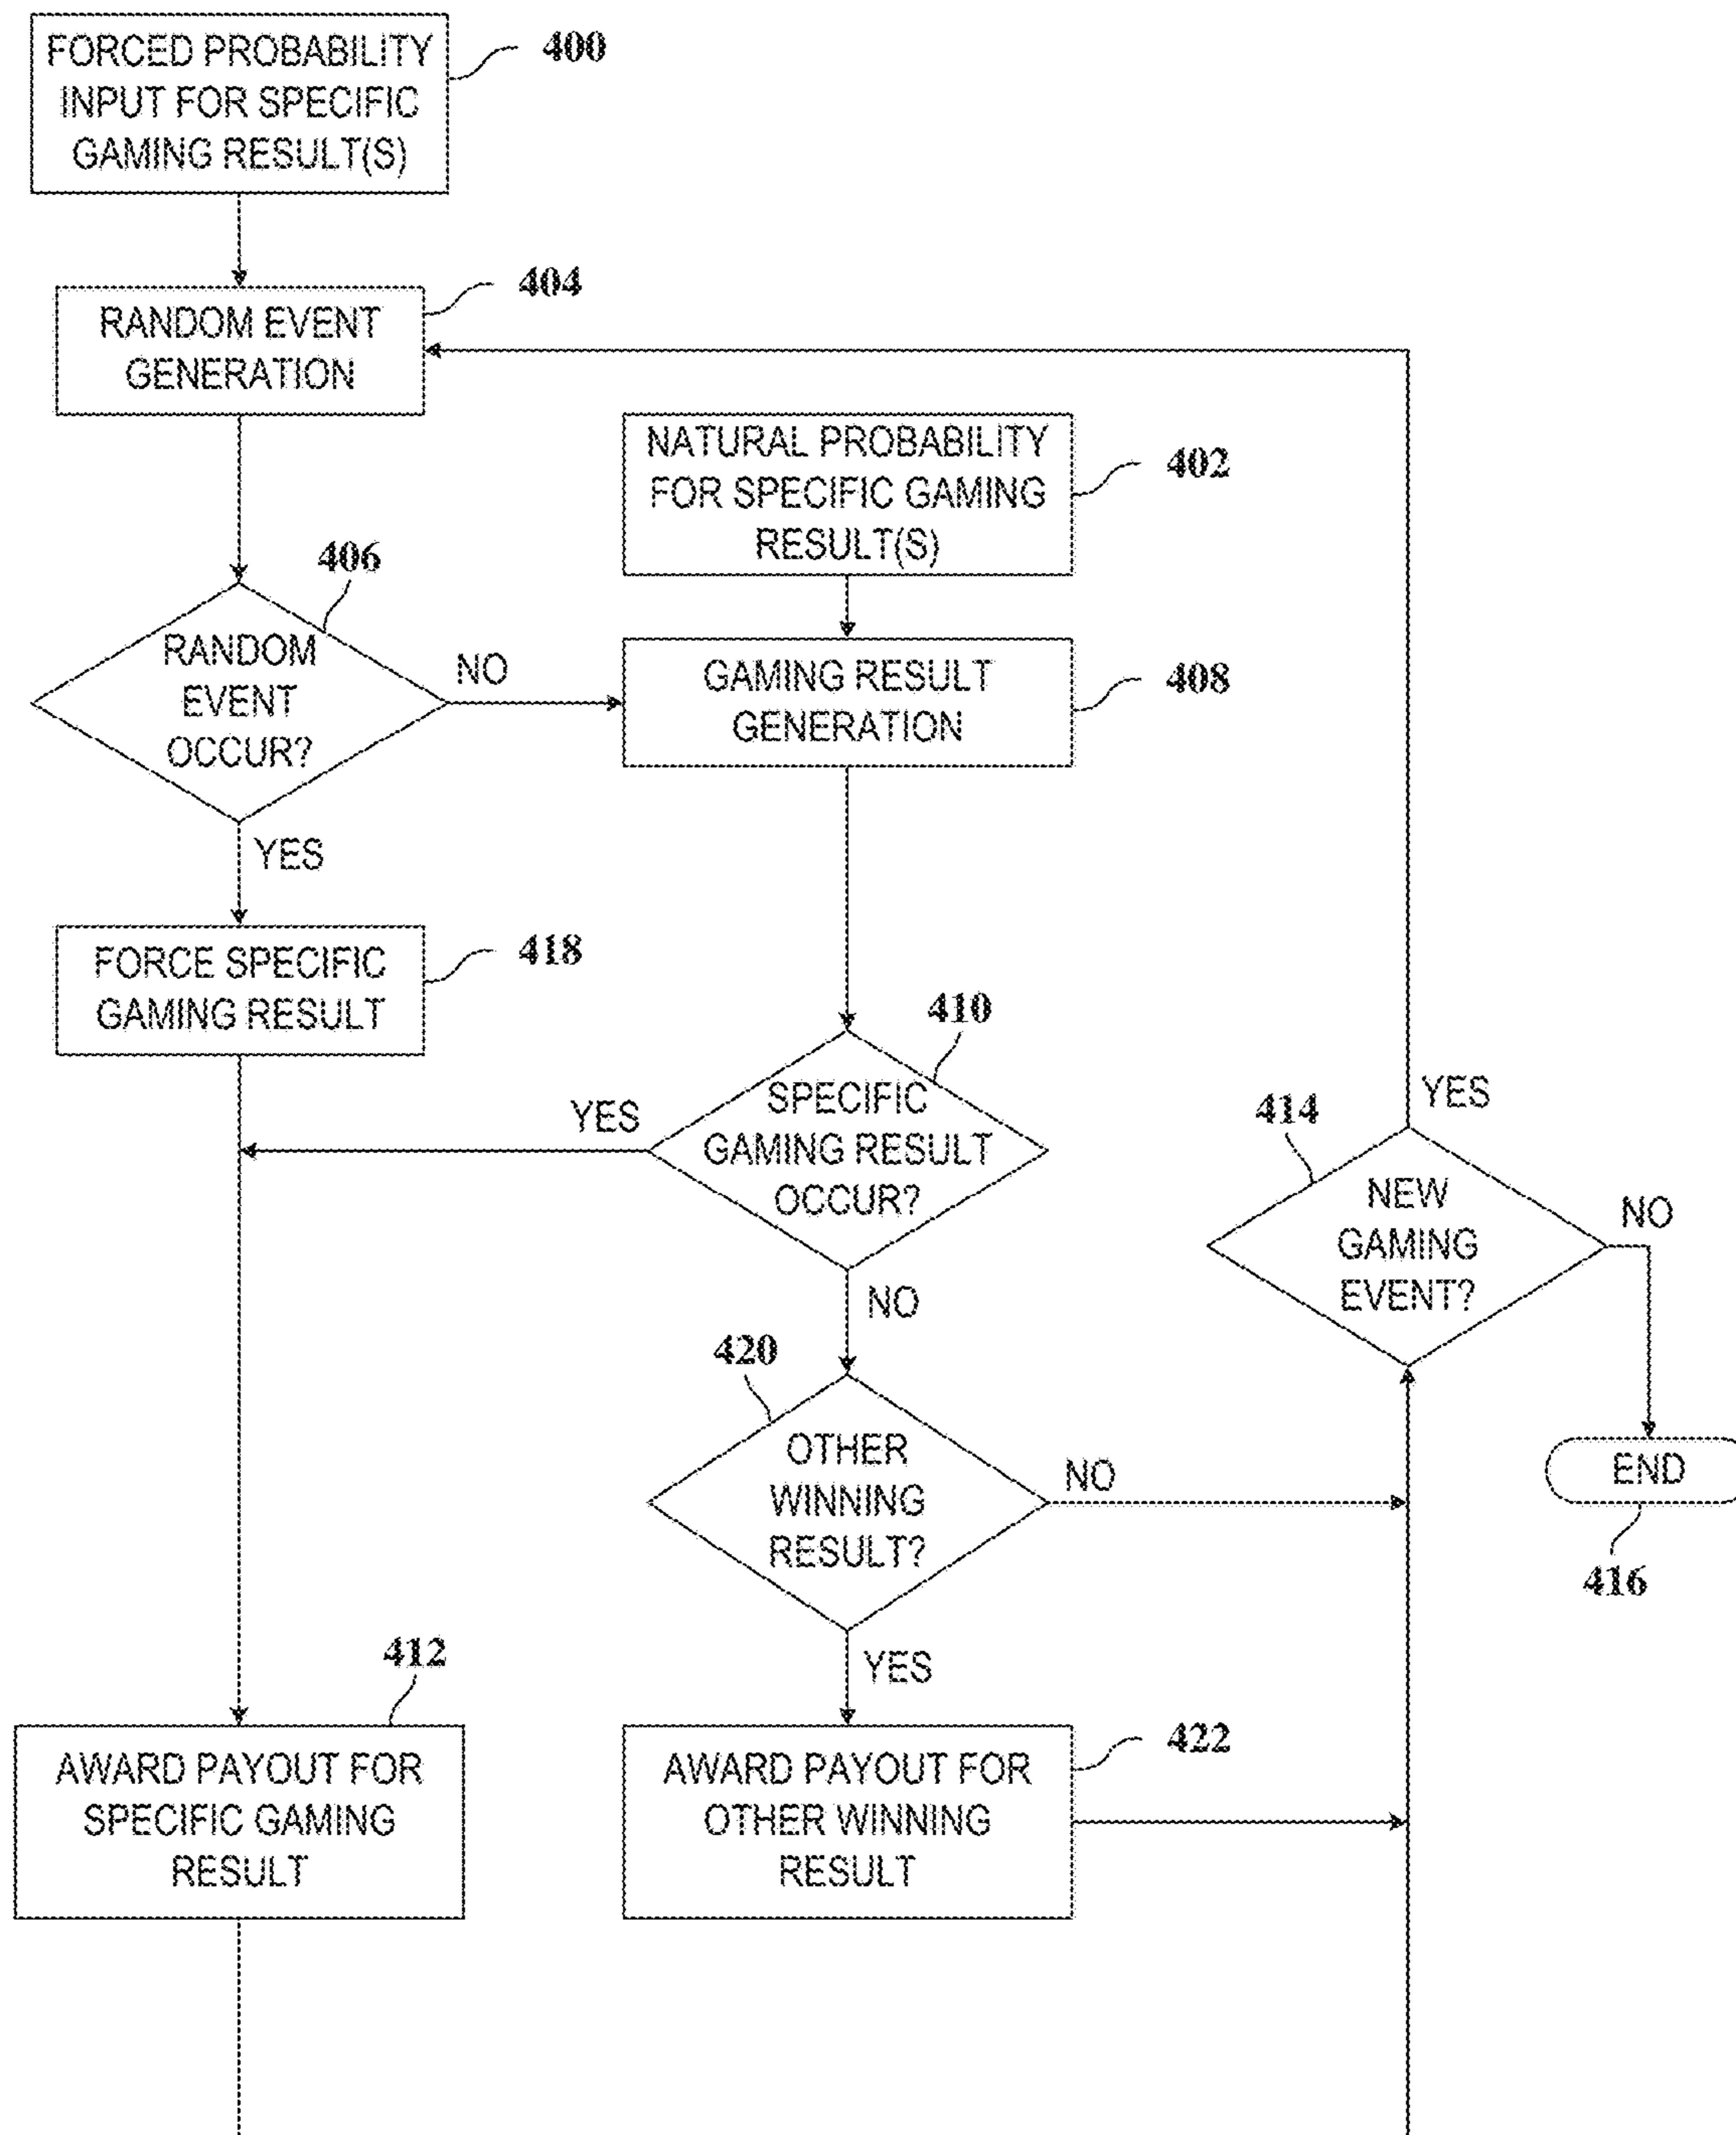 FORCED PROBABILITY
INPUT FOR SPECIFIC
GAMING RESULT(S)
400
RANDOM EVENT
GENERATION
404
NATURAL PROBABILITY
FOR SPECIFIC GAMING
RESULT(S)
402
406
RANDOM
EVENT
OCCUR?
NO
GAMING RESULT
GENERATION
408
YES
FORCE SPECIFIC
GAMING RESULT
418
410
SPECIFIC
GAMING RESULT
OCCUR?
YES
NO
414
YES
NEW
GAMING
EVENT?
NO
420
OTHER
WINNING
RESULT?
NO
END
416
YES
412
AWARD PAYOUT FOR
SPECIFIC GAMING
RESULT
AWARD PAYOUT FOR
OTHER WINNING
RESULT
422